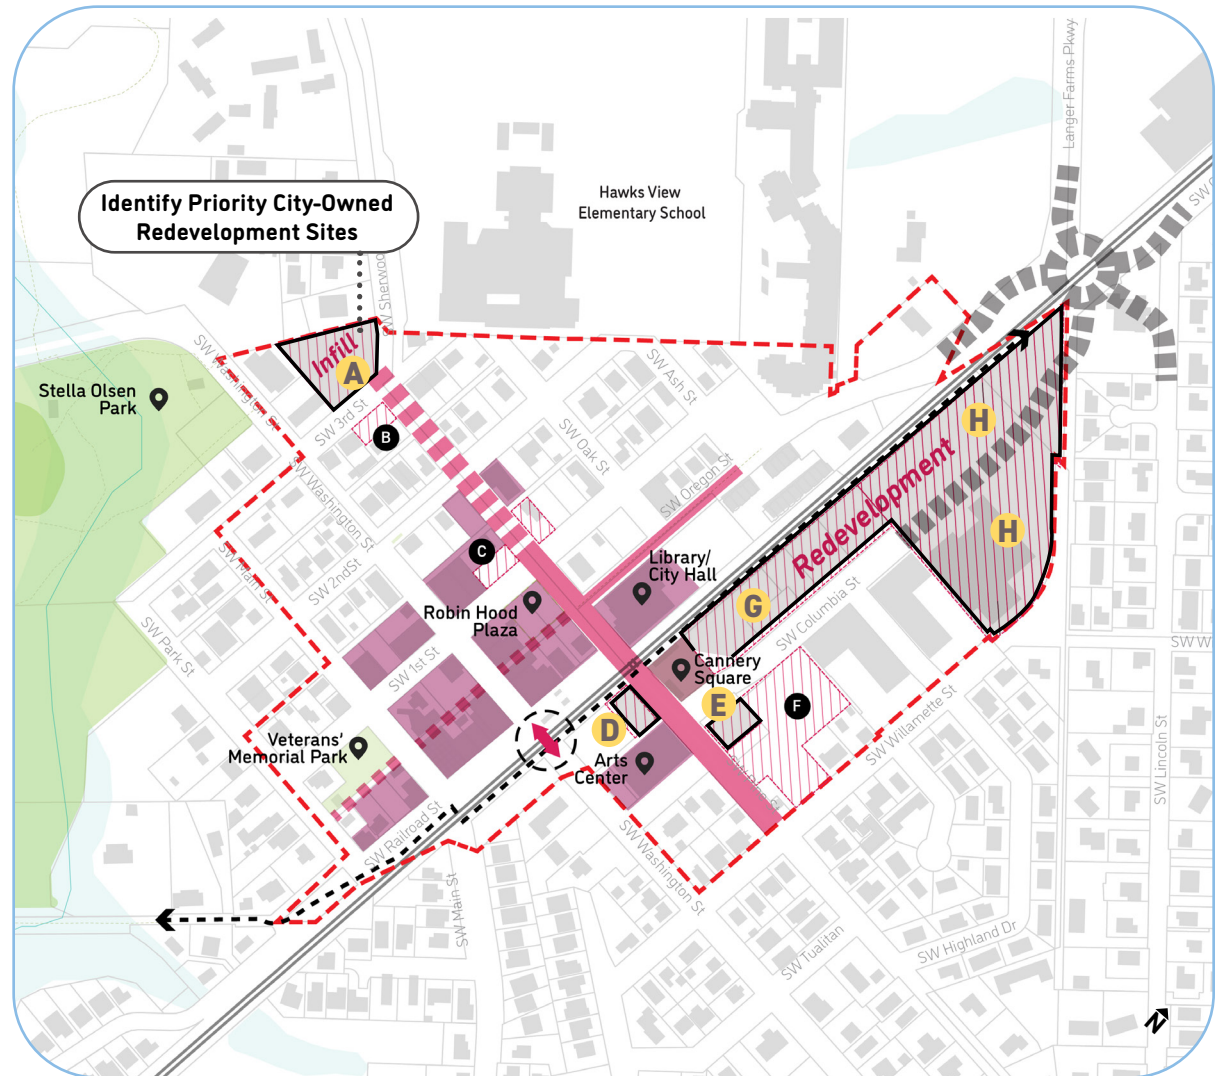 Langer Farms Pkwy
Identify Priority City-Owned
Redevelopment Sites
Hawks View
Elementary School
SW Sherwoo
SW
Infill
A
Stella Olsen
Park
SW Washington St
SW 3rd St
B
SW Ash St
SW Oak St
SW Oregon St
H
Redevelopment
H
SW Washington St
SW 2ndSt
SW Main St
C
Library/
City Hall
Robin Hood
Plaza
G
SW Columbia St
SW Park St
SW 1st St
Cannery
Square
SW W
E
F
D
SW Willamette St
Veterans'
Memorial Park
Arts
Center
SW Lincoln St
SW Railroad St
SW Washington St
SW Main St
SW Tualitan
SW Highland Dr
N